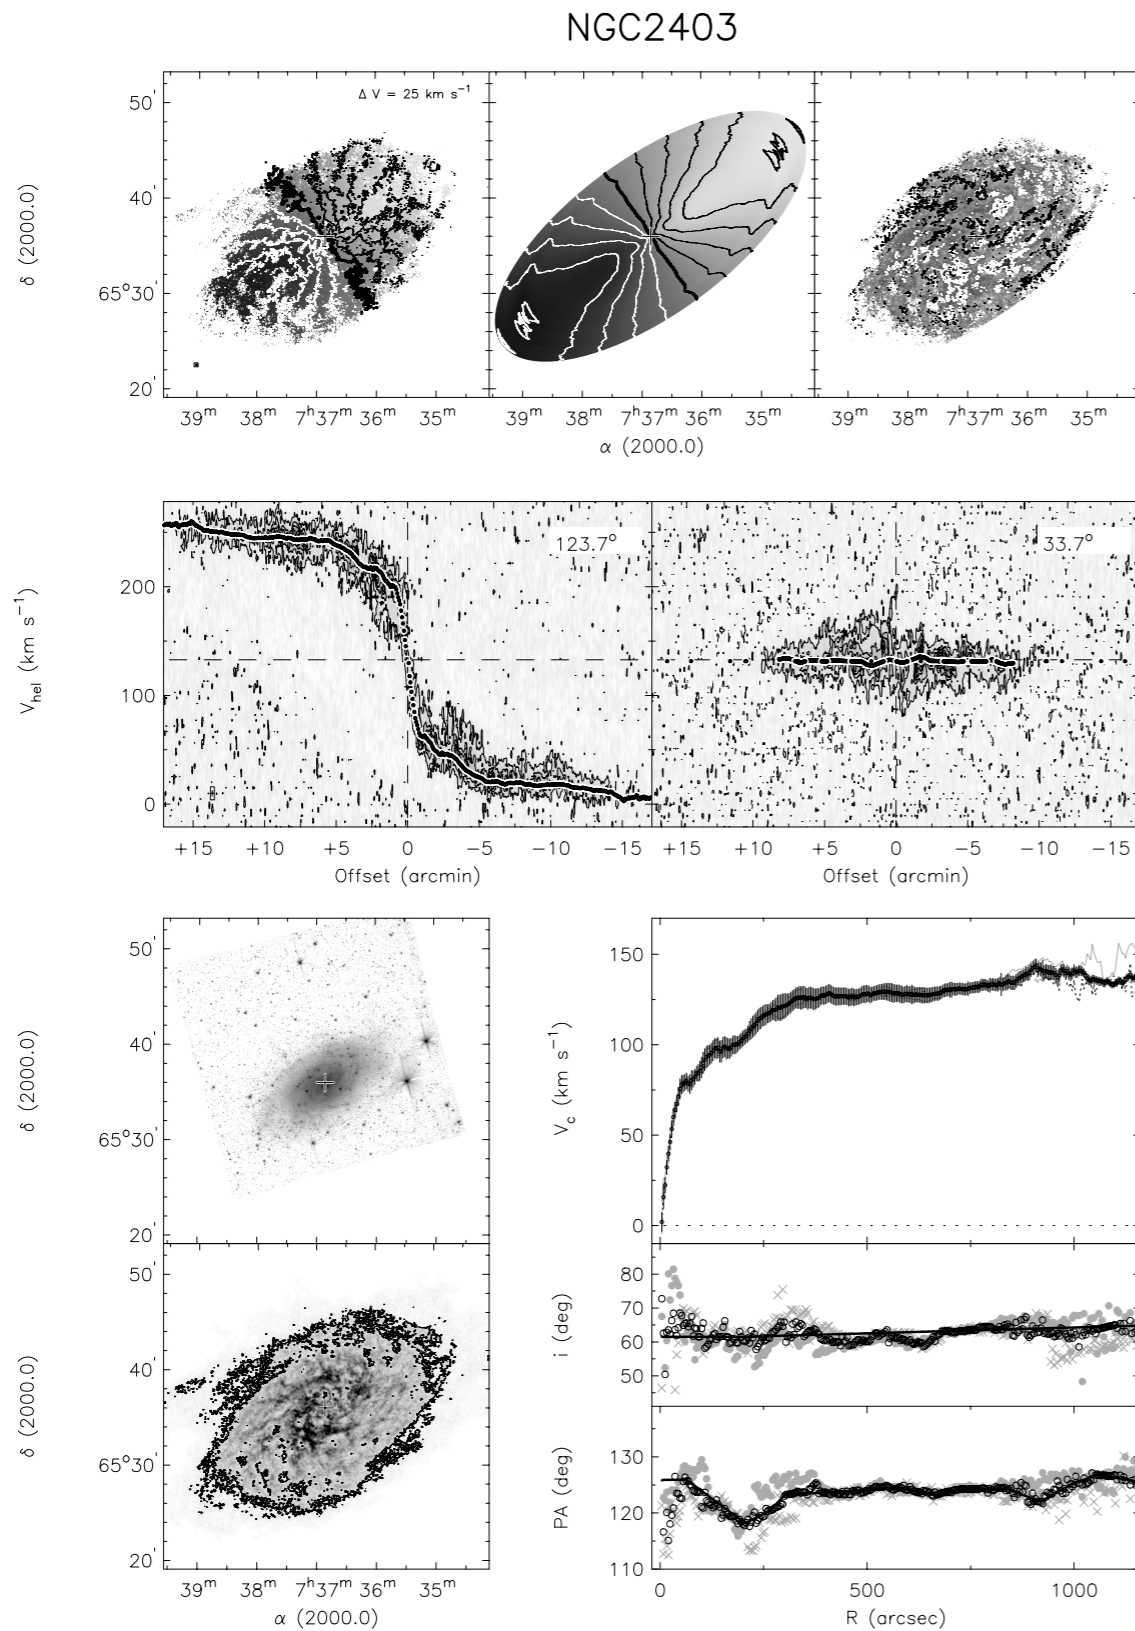 NGC2403
Δ V = 25 km s⁻¹
50'
40'
65°30'
20'
δ (2000.0)
39ᵐ 38ᵐ 7ʰ37ᵐ 36ᵐ 35ᵐ
39ᵐ 38ᵐ 7ʰ37ᵐ 36ᵐ 35ᵐ
39ᵐ 38ᵐ 7ʰ37ᵐ 36ᵐ 35ᵐ
α (2000.0)
123.7°
33.7°
200
100
0
V_hel (km s⁻¹)
+15 +10 +5 0 −5 −10 −15
+15 +10 +5 0 −5 −10 −15
Offset (arcmin)
Offset (arcmin)
50'
40'
65°30'
20'
δ (2000.0)
150
100
50
0
V_c (km s⁻¹)
50'
40'
65°30'
20'
δ (2000.0)
39ᵐ 38ᵐ 7ʰ37ᵐ 36ᵐ 35ᵐ
α (2000.0)
80
70
60
50
i (deg)
130
120
110
PA (deg)
0 500 1000
R (arcsec)